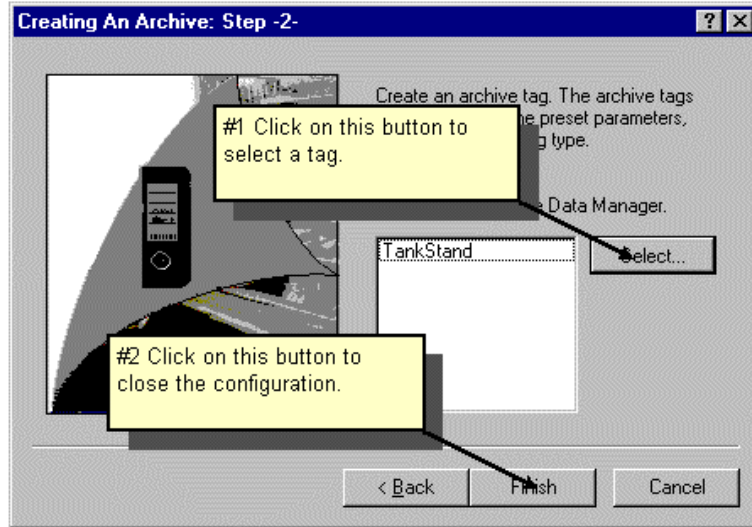 Creating An Archive: Step -2-
Create an archive tag. The archive tags
#1 Click on this button to
select a tag.
e preset parameters,
g type.
e Data Manager.
TankStand
Select...
#2 Click on this button to
close the configuration.
< Back
Finish
Cancel